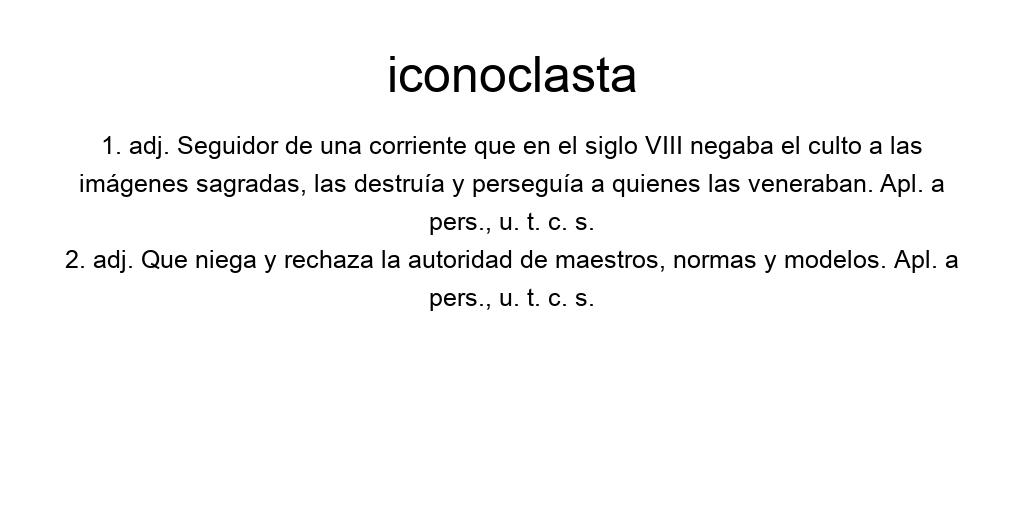 iconoclasta
1. adj. Seguidor de una corriente que en el siglo VIII negaba el culto a las
imágenes sagradas, las destruía y perseguía a quienes las veneraban. Apl. a
pers., u. t. c. s.
2. adj. Que niega y rechaza la autoridad de maestros, normas y modelos. Apl. a
pers., u. t. c. s.